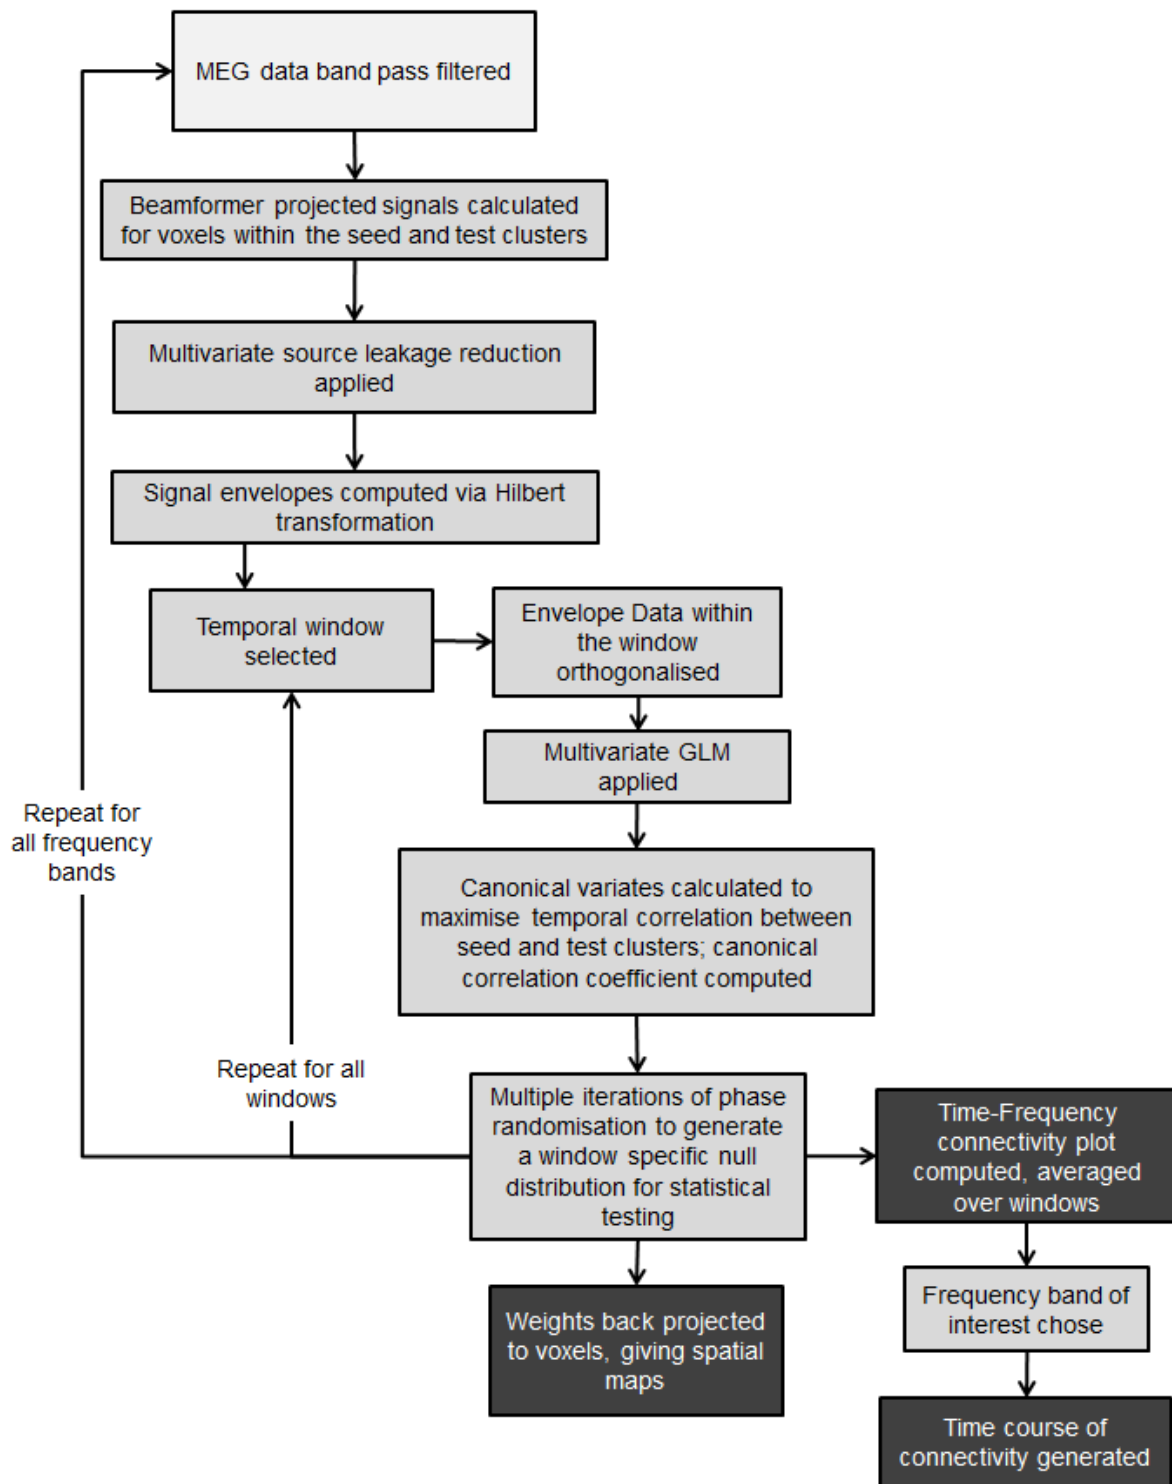 MEG data band pass filtered
Beamformer projected signals calculated
for voxels within the seed and test clusters
Multivariate source leakage reduction
applied
Signal envelopes computed via Hilbert
transformation
Temporal window
selected
Envelope Data within
the window
orthogonalised
Multivariate GLM
applied
Repeat for
all frequency
bands
Canonical variates calculated to
maximise temporal correlation between
seed and test clusters; canonical
correlation coefficient computed
Repeat for all
windows
Multiple iterations of phase
randomisation to generate
a window specific null
distribution for statistical
testing
Time-Frequency
connectivity plot
computed, averaged
over windows
Weights back projected
to voxels, giving spatial
maps
Frequency band of
interest chose
Time course of
connectivity generated